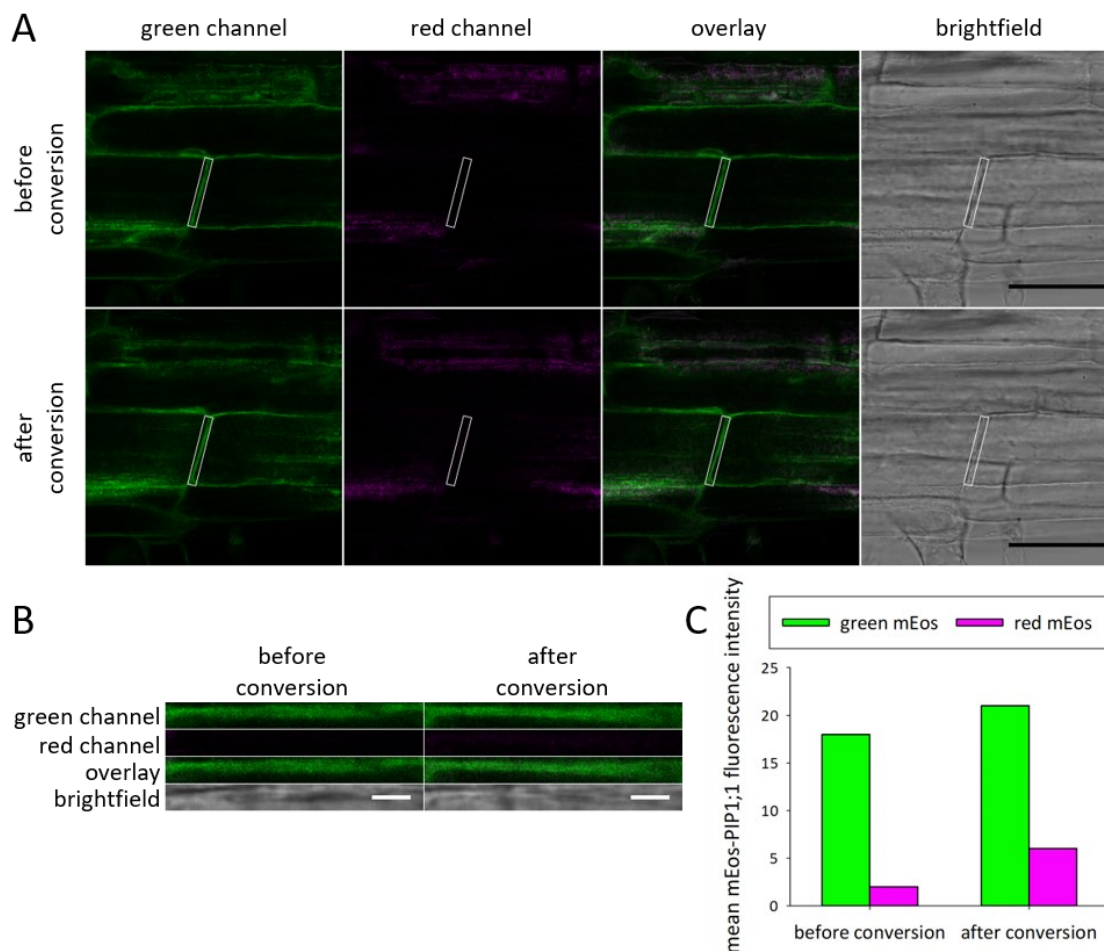 A
green channel
red channel
overlay
brightfield
before
conversion
after
conversion
B
before
conversion
after
conversion
green channel
red channel
overlay
brightfield
C
green mEos
red mEos
mean mEos-PIP1;1 fluorescence intensity
25
20
15
10
5
0
before conversion
after conversion